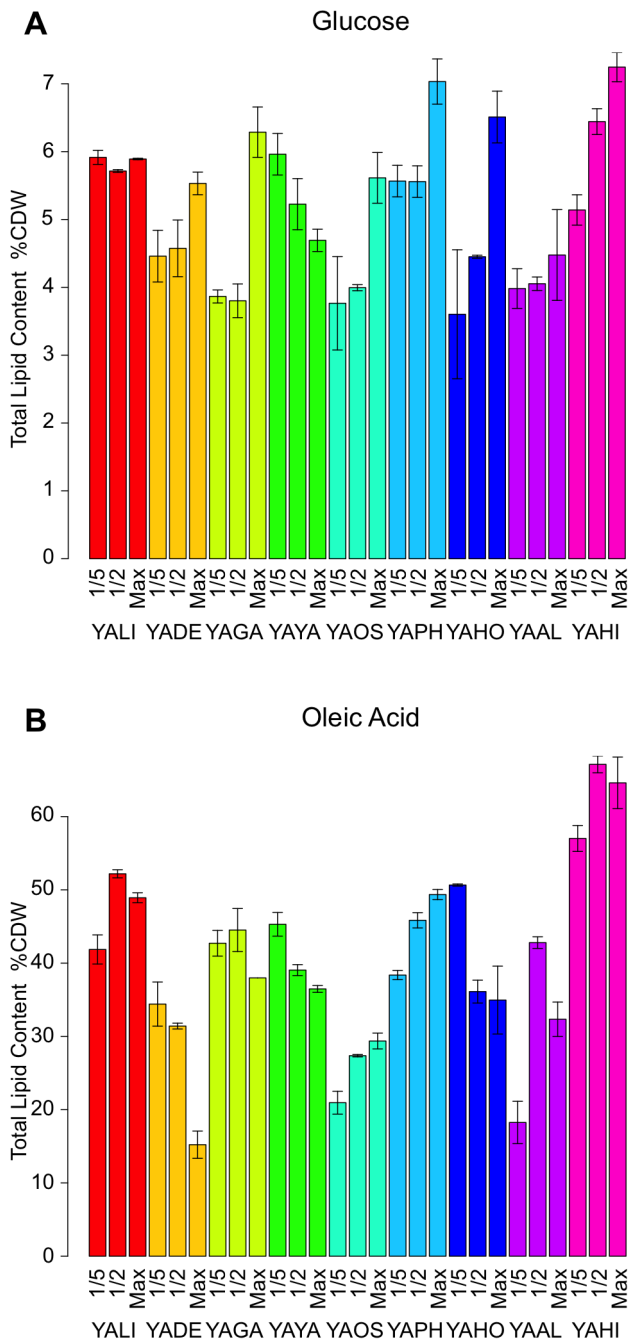 A
Glucose
Total Lipid Content %CDW
7
6
5
4
3
2
1
0
1/5 1/2 Max 1/5 1/2 Max 1/5 1/2 Max 1/5 1/2 Max 1/5 1/2 Max 1/5 1/2 Max 1/5 1/2 Max 1/5 1/2 Max 1/5 1/2 Max
YALI YADE YAGA YAYA YAOS YAPH YAHO YAAL YAHI
B
Oleic Acid
Total Lipid Content %CDW
60
50
40
30
20
10
0
1/5 1/2 Max 1/5 1/2 Max 1/5 1/2 Max 1/5 1/2 Max 1/5 1/2 Max 1/5 1/2 Max 1/5 1/2 Max 1/5 1/2 Max 1/5 1/2 Max
YALI YADE YAGA YAYA YAOS YAPH YAHO YAAL YAHI